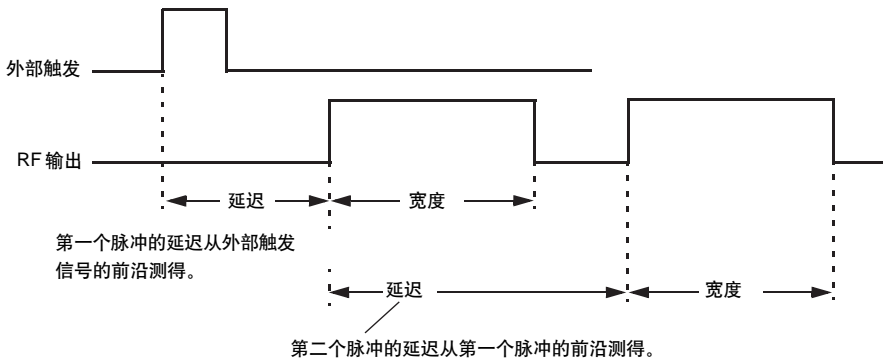 外部触发
RF 输出
延迟
宽度
第一个脉冲的延迟从外部触发
信号的前沿测得。
延迟
宽度
第二个脉冲的延迟从第一个脉冲的前沿测得。